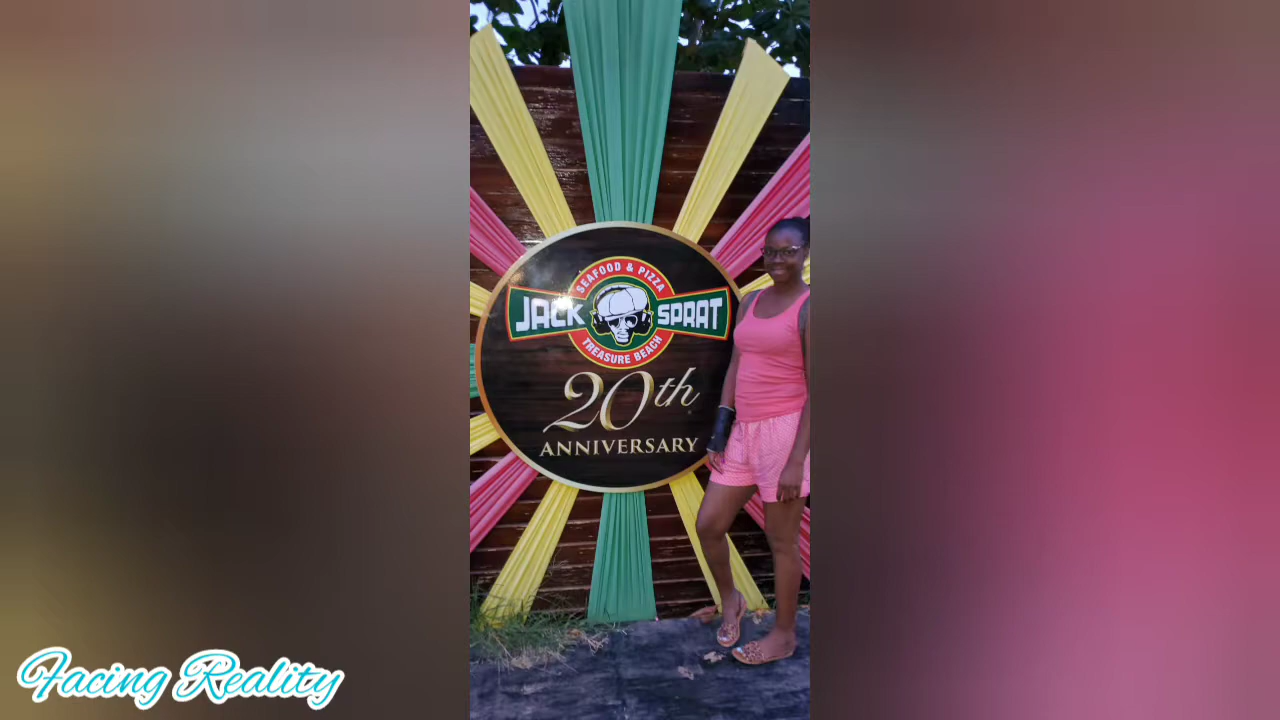 SEAFOOD & PIZZA
JACK SPRAT
TREASURE BEACH
20th
ANNIVERSARY
Facing Reality